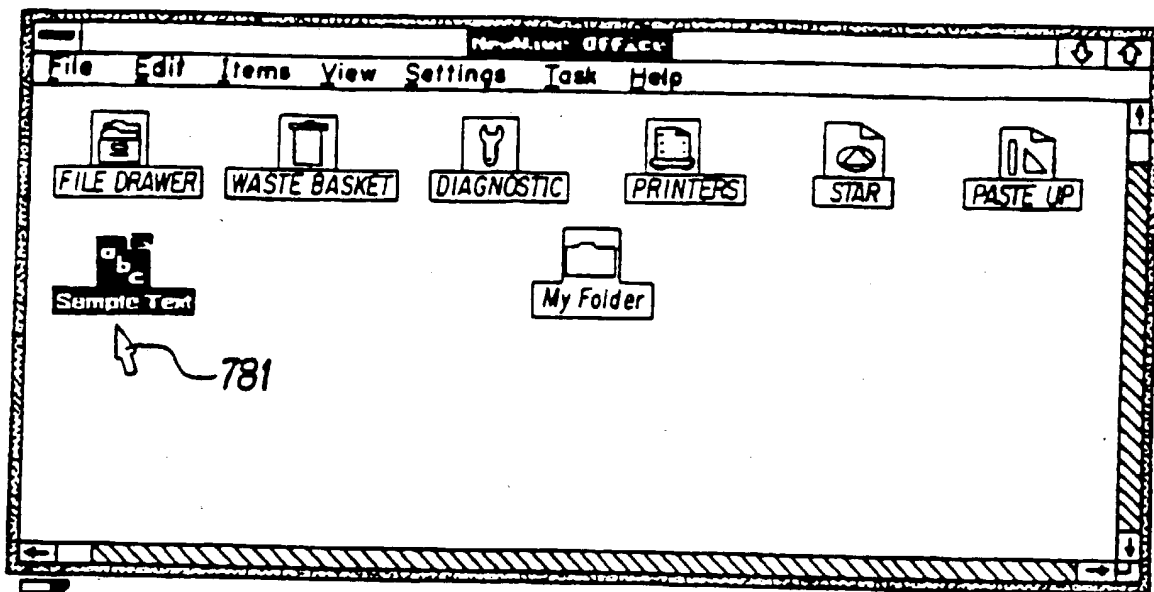 NewWave Office
File Edit Items View Settings Task Help
FILE DRAWER WASTE BASKET DIAGNOSTIC PRINTERS STAR PASTE UP
abc
Sample Text My Folder
781